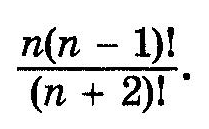 n(n − 1)!
(n + 2)!.